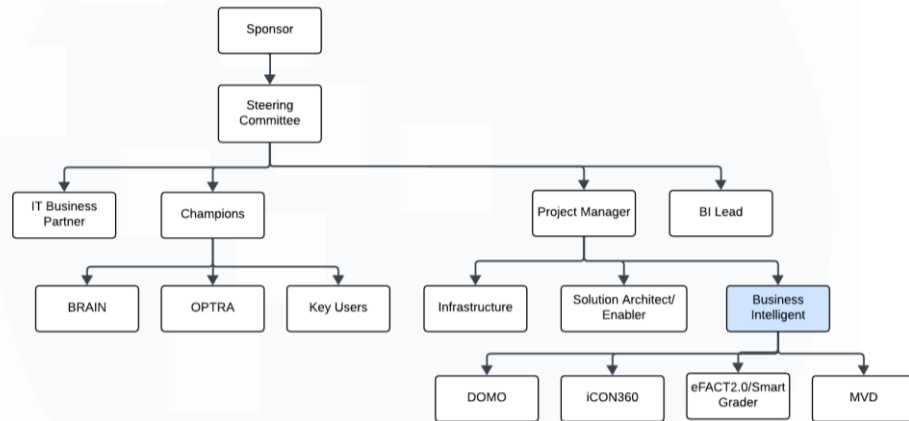 Sponsor
Steering
Committee
IT Business
Partner
Champions
Project Manager
BI Lead
BRAIN
OPTRA
Key Users
Infrastructure
Solution Architect/
Enabler
Business
Intelligent
DOMO
iCON360
eFACT2.0/Smart
Grader
MVD